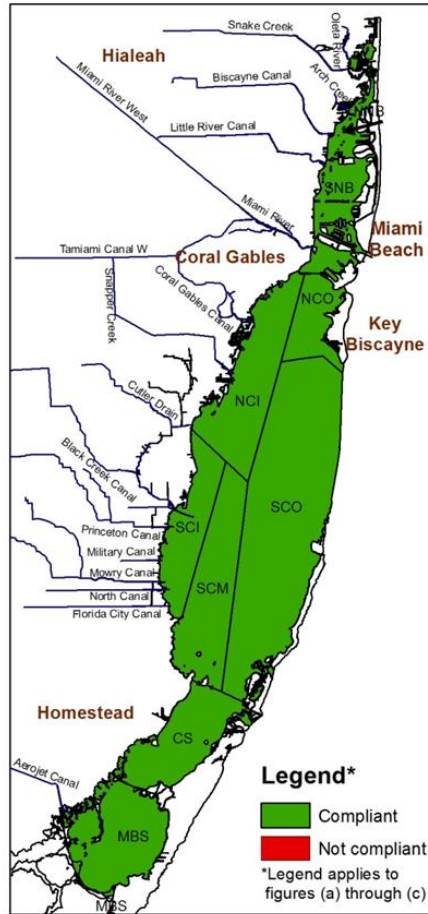 Snake Creek
Oleta River
Hialeah
Biscayne Canal
Arch Creek
Miami River West
NNB
Little River Canal
SNB
Miami River
Miami
Beach
Coral Gables
Tamiami Canal W
Snapper Creek
Coral Gables Canal
NCO
Key
Biscayne
NCI
Cutler Drain
Black Creek Canal
SCO
SCI
Princeton Canal
Military Canal
SCM
Mowry Canal
North Canal
Florida City Canal
Homestead
CS
Aerojet Canal
MBS
MBS
Legend*
Compliant
Not compliant
*Legend applies to
figures (a) through (c)